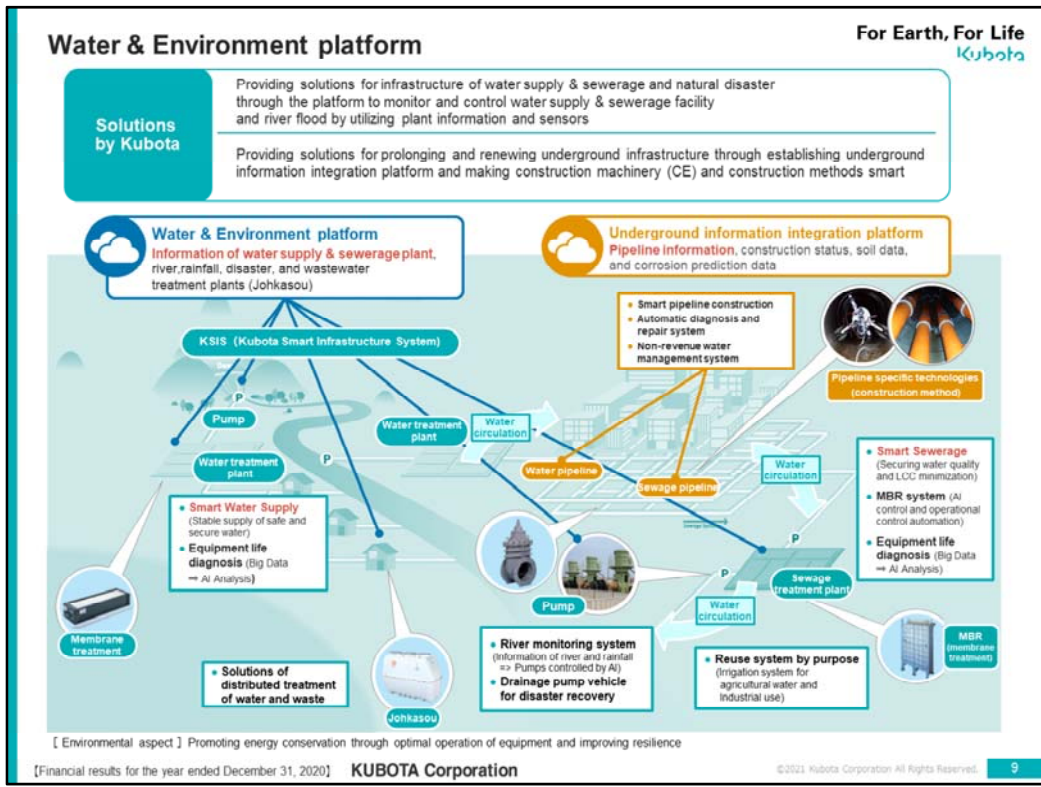 Water & Environment platform
For Earth, For Life
Kubota
Solutions
by Kubota
Providing solutions for infrastructure of water supply & sewerage and natural disaster
through the platform to monitor and control water supply & sewerage facility
and river flood by utilizing plant information and sensors
Providing solutions for prolonging and renewing underground infrastructure through establishing underground
information integration platform and making construction machinery (CE) and construction methods smart
Water & Environment platform
Information of water supply & sewerage plant,
river,rainfall, disaster, and wastewater
treatment plants (Johkasou)
Underground information integration platform
Pipeline information, construction status, soil data,
and corrosion prediction data
• Smart pipeline construction
• Automatic diagnosis and
repair system
• Non-revenue water
management system
KSIS (Kubota Smart Infrastructure System)
Pipeline specific technologies
(construction method)
P
Pump
Water treatment
plant
Water
circulation
Water treatment
plant
P
Water pipeline
Sewage pipeline
Water
circulation
• Smart Sewerage
(Securing water quality
and LCC minimization)
• MBR system (AI
control and operational
control automation)
• Equipment life
diagnosis (Big Data
⇒ AI Analysis)
• Smart Water Supply
(Stable supply of safe and
secure water)
• Equipment life
diagnosis (Big Data
⇒ AI Analysis)
P
P
Sewage
treatment plant
Pump
Water
circulation
Membrane
treatment
MBR
(membrane
treatment)
• River monitoring system
(Information of river and rainfall
=> Pumps controlled by AI)
• Drainage pump vehicle
for disaster recovery
• Reuse system by purpose
(Irrigation system for
agricultural water and
Industrial use)
• Solutions of
distributed treatment
of water and waste
Johkasou
[ Environmental aspect ] Promoting energy conservation through optimal operation of equipment and improving resilience
【Financial results for the year ended December 31, 2020】 KUBOTA Corporation
©2021 Kubota Corporation All Rights Reserved.
9